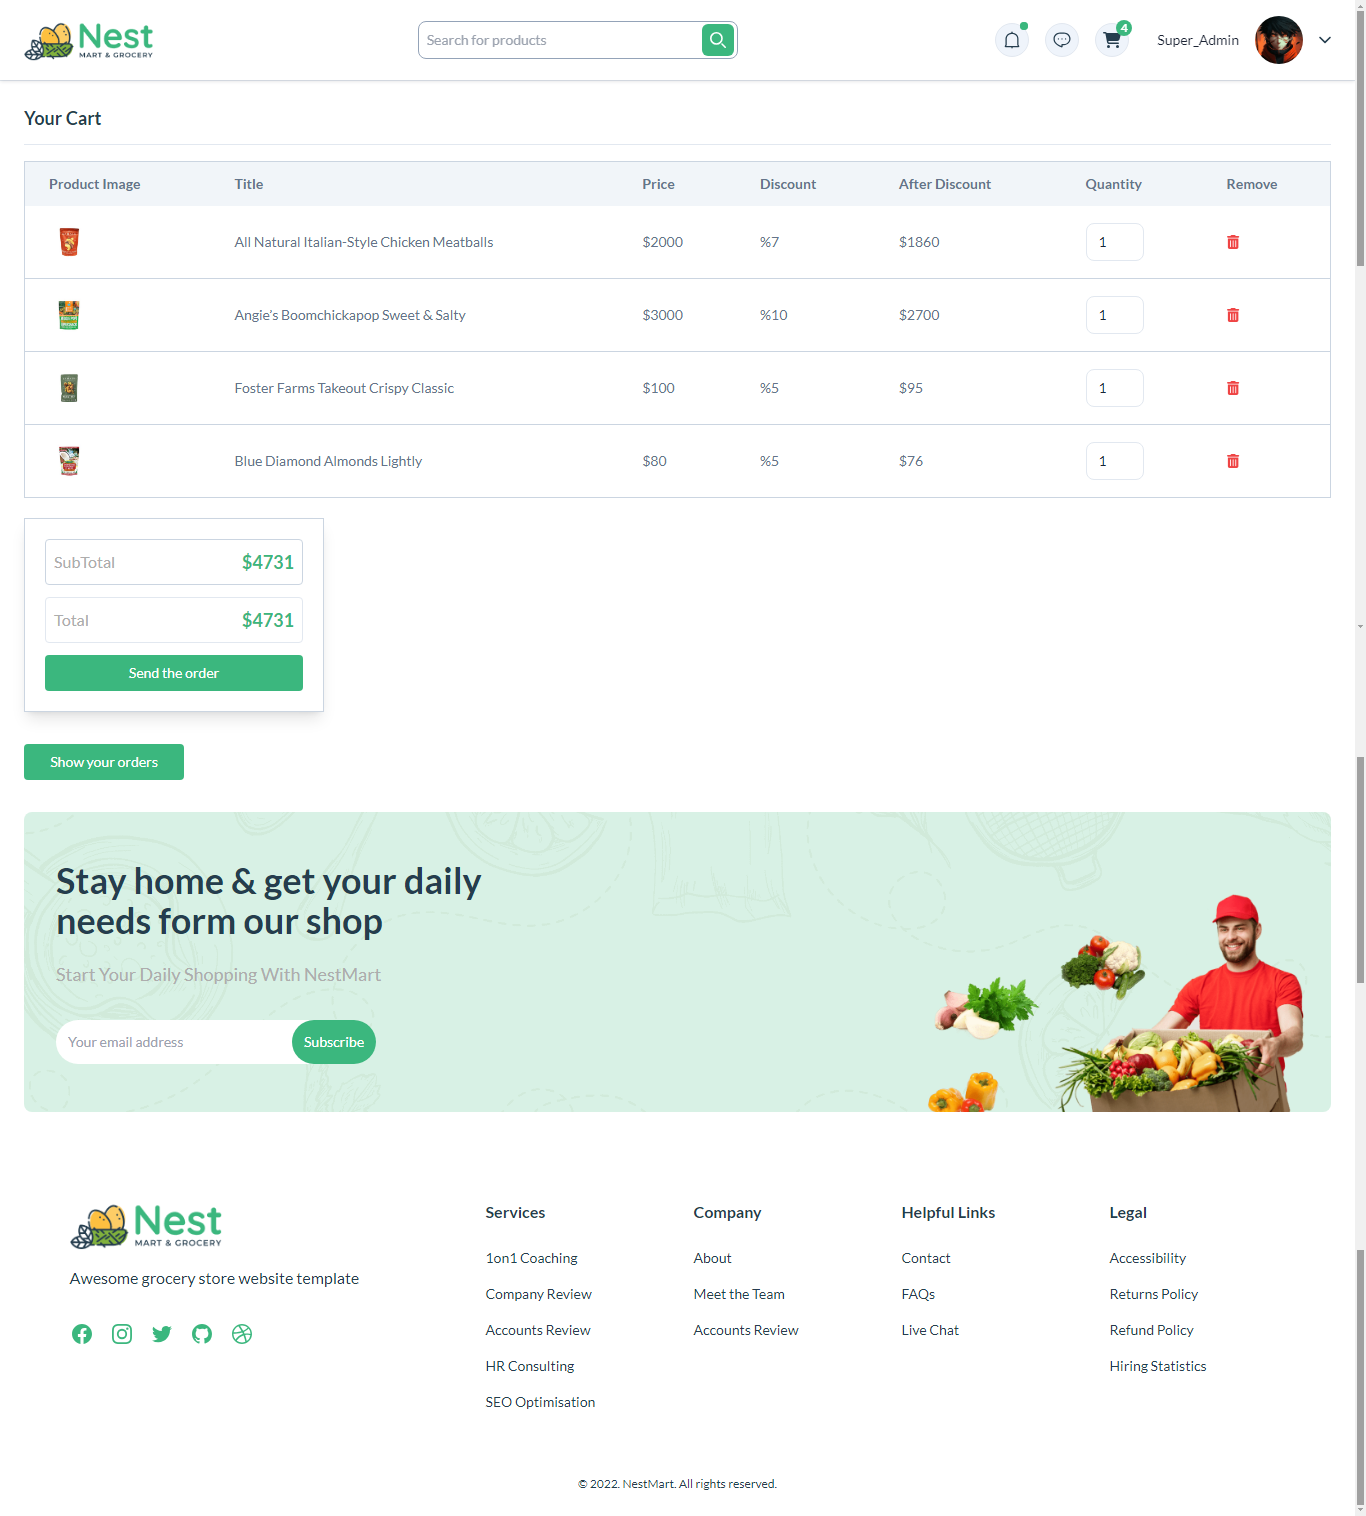 Nest
MART & GROCERY
Search for products
4
Super_Admin
Your Cart
Product Image Title Price Discount After Discount Quantity Remove
All Natural Italian-Style Chicken Meatballs $2000 %7 $1860 1
Angie's Boomchickapop Sweet & Salty $3000 %10 $2700 1
Foster Farms Takeout Crispy Classic $100 %5 $95 1
Blue Diamond Almonds Lightly $80 %5 $76 1
SubTotal $4731
Total $4731
Send the order
Show your orders
Stay home & get your daily
needs form our shop
Start Your Daily Shopping With NestMart
Your email address
Subscribe
Nest
MART & GROCERY
Awesome grocery store website template
Services
1on1 Coaching
Company Review
Accounts Review
HR Consulting
SEO Optimisation
Company
About
Meet the Team
Accounts Review
Helpful Links
Contact
FAQs
Live Chat
Legal
Accessibility
Returns Policy
Refund Policy
Hiring Statistics
© 2022. NestMart. All rights reserved.